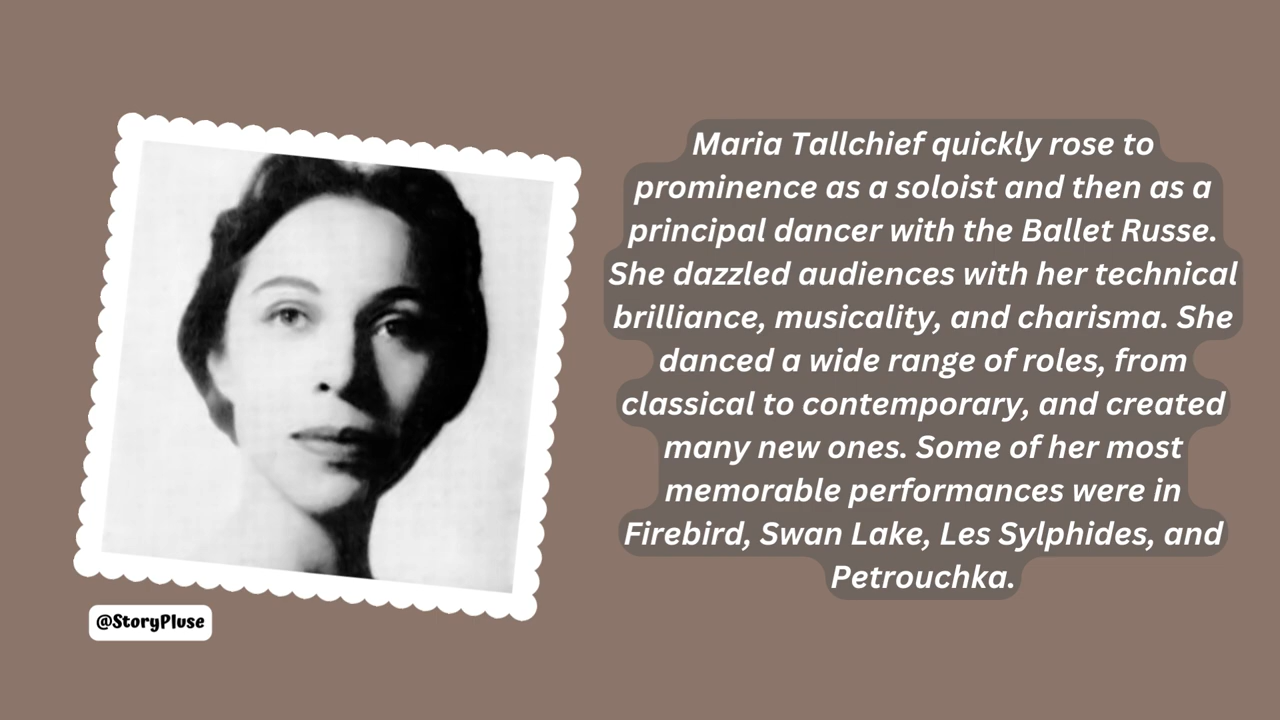 Maria Tallchief quickly rose to
prominence as a soloist and then as a
principal dancer with the Ballet Russe.
She dazzled audiences with her technical
brilliance, musicality, and charisma. She
danced a wide range of roles, from
classical to contemporary, and created
many new ones. Some of her most
memorable performances were in
Firebird, Swan Lake, Les Sylphides, and
Petrouchka.
@StoryPluse